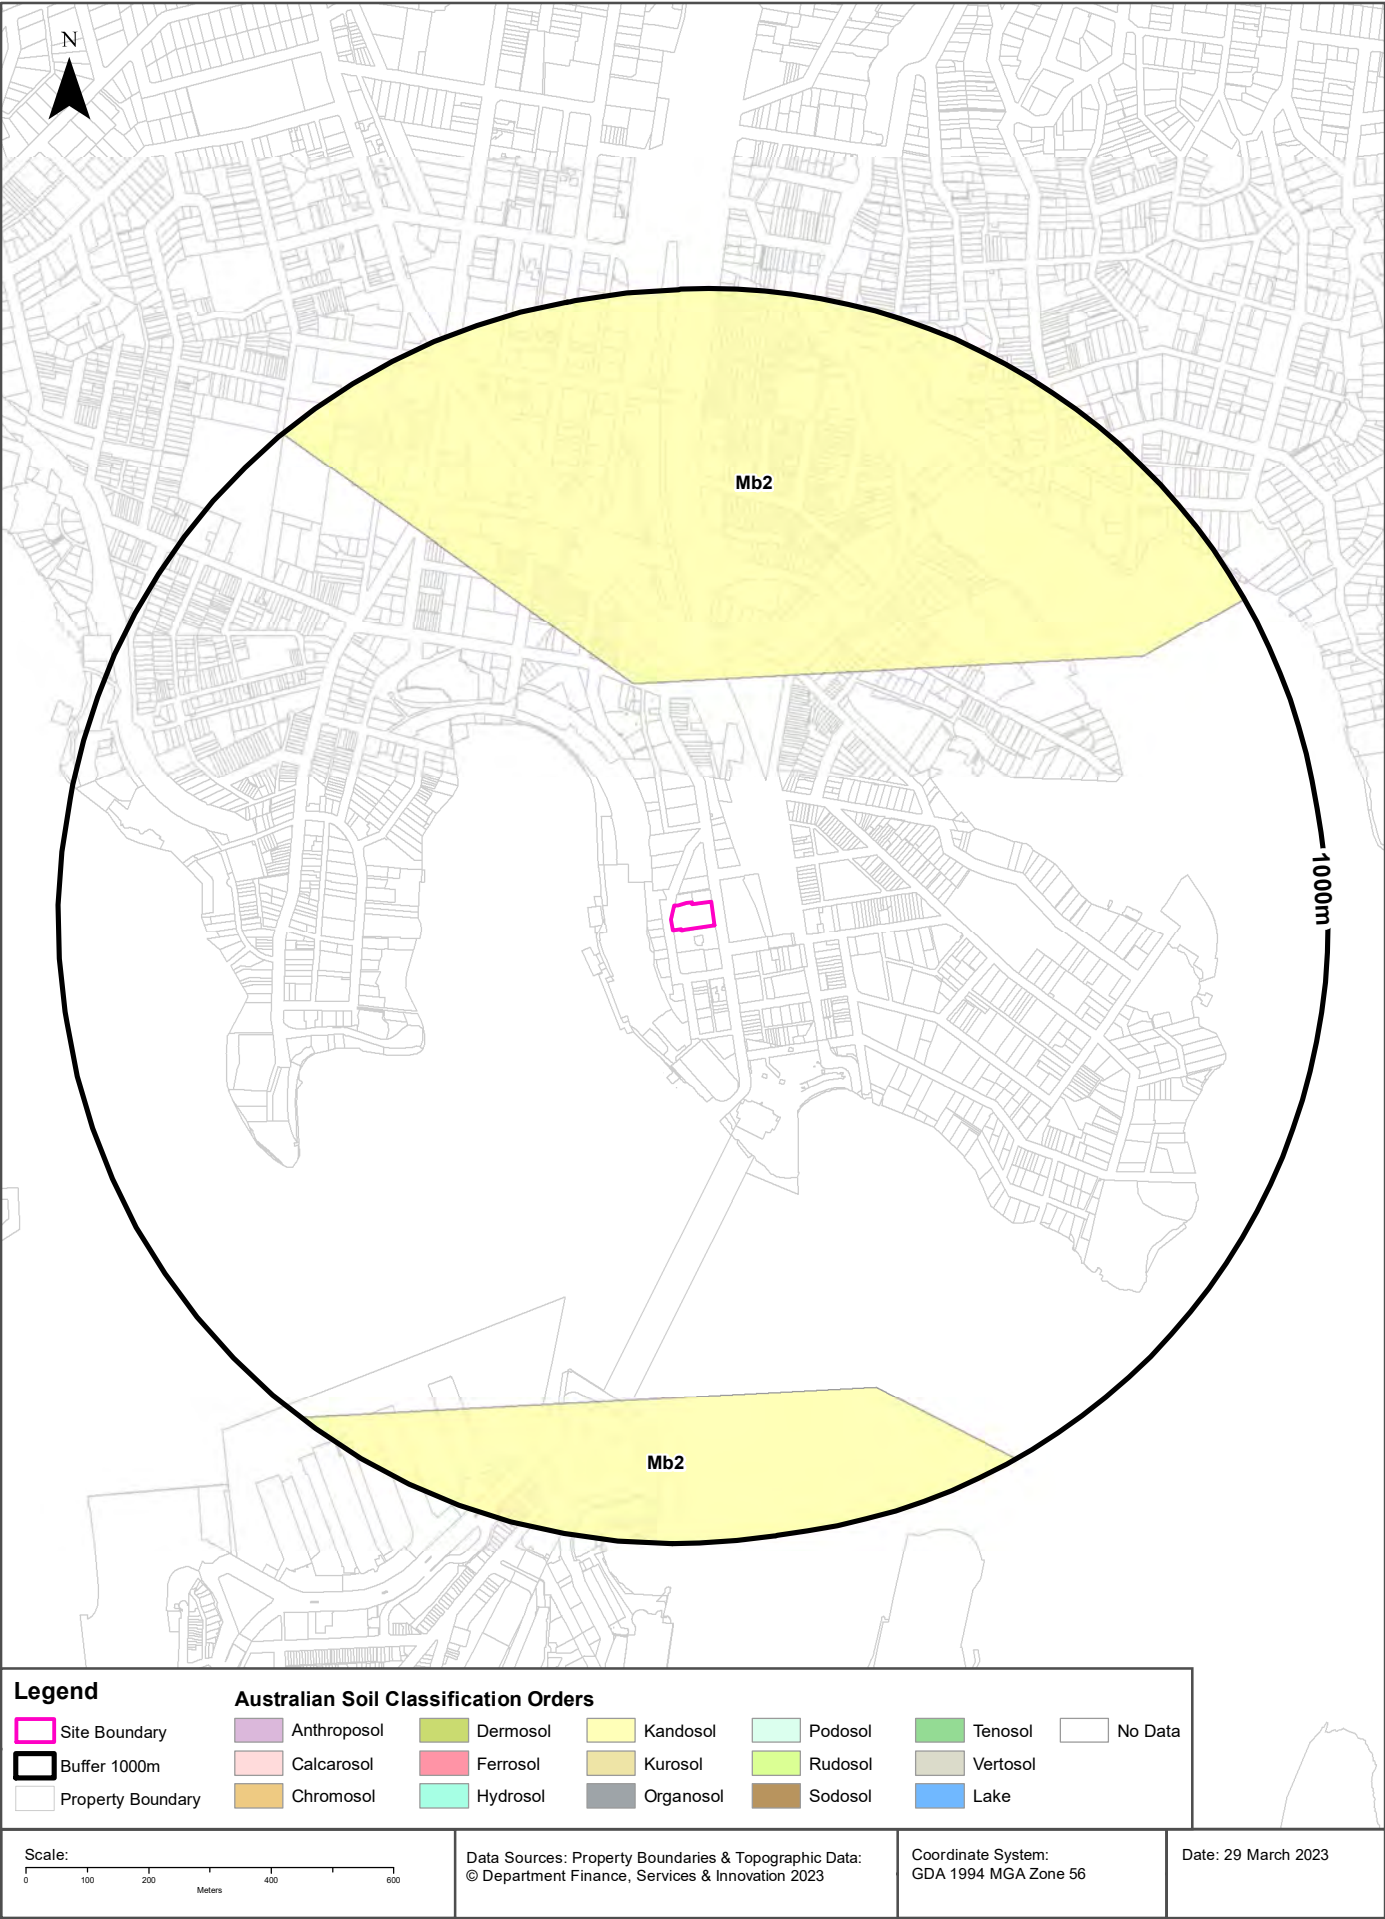 N
Mb2
1000m
Mb2
Legend
Site Boundary
Buffer 1000m
Property Boundary
Australian Soil Classification Orders
Anthroposol
Dermosol
Kandosol
Podosol
Tenosol
No Data
Calcarosol
Ferrosol
Kurosol
Rudosol
Vertosol
Chromosol
Hydrosol
Organosol
Sodosol
Lake
Scale:
0 100 200 400 600
Meters
Data Sources: Property Boundaries & Topographic Data:
© Department Finance, Services & Innovation 2023
Coordinate System:
GDA 1994 MGA Zone 56
Date: 29 March 2023